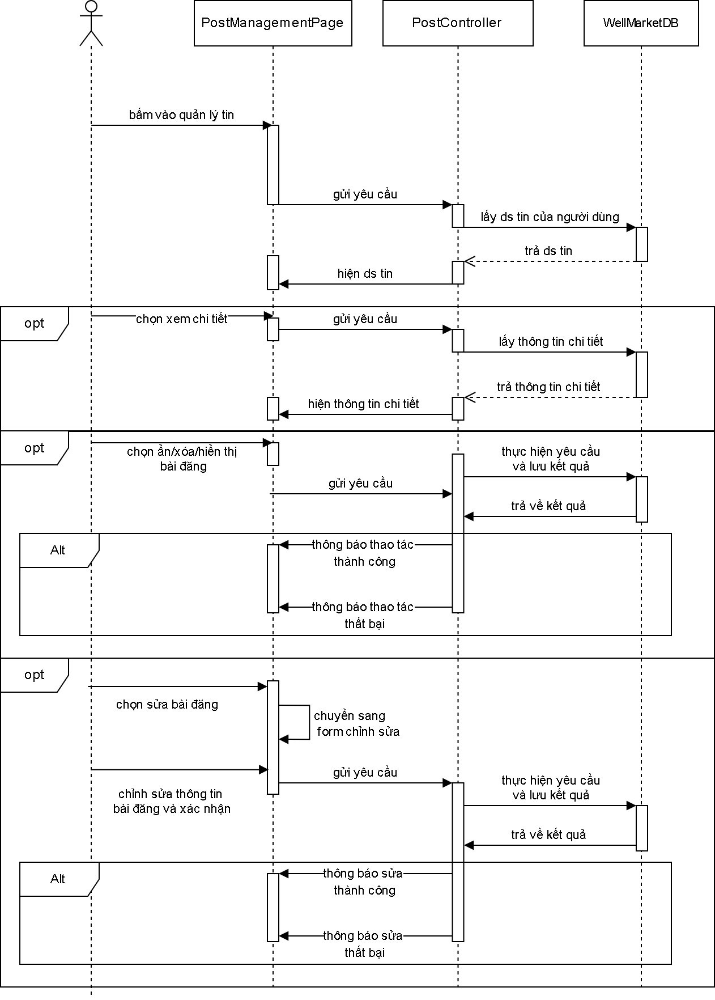 PostManagementPage
PostController
WellMarketDB
bấm vào quản lý tin
gửi yêu cầu
lấy ds tin của người dùng
trả ds tin
hiện ds tin
opt
chọn xem chi tiết
gửi yêu cầu
lấy thông tin chi tiết
trả thông tin chi tiết
hiện thông tin chi tiết
opt
chọn ẩn/xóa/hiển thị
bài đăng
thực hiện yêu cầu
và lưu kết quả
gửi yêu cầu
trả về kết quả
Alt
thông báo thao tác
thành công
thông báo thao tác
thất bại
opt
chọn sửa bài đăng
chuyển sang
form chỉnh sửa
gửi yêu cầu
chỉnh sửa thông tin
bài đăng và xác nhận
thực hiện yêu cầu
và lưu kết quả
trả về kết quả
Alt
thông báo sửa
thành công
thông báo sửa
thất bại